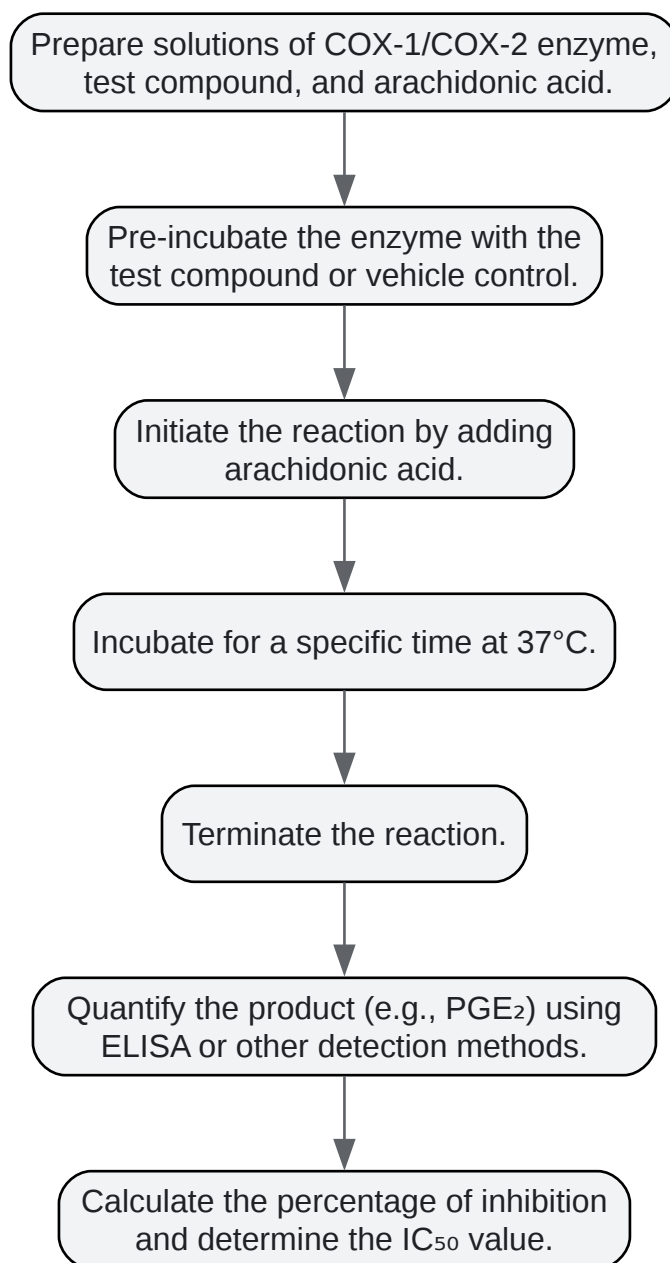 Prepare solutions of COX-1/COX-2 enzyme,
test compound, and arachidonic acid.
Pre-incubate the enzyme with the
test compound or vehicle control.
Initiate the reaction by adding
arachidonic acid.
Incubate for a specific time at 37°C.
Terminate the reaction.
Quantify the product (e.g., PGE₂) using
ELISA or other detection methods.
Calculate the percentage of inhibition
and determine the IC₅₀ value.